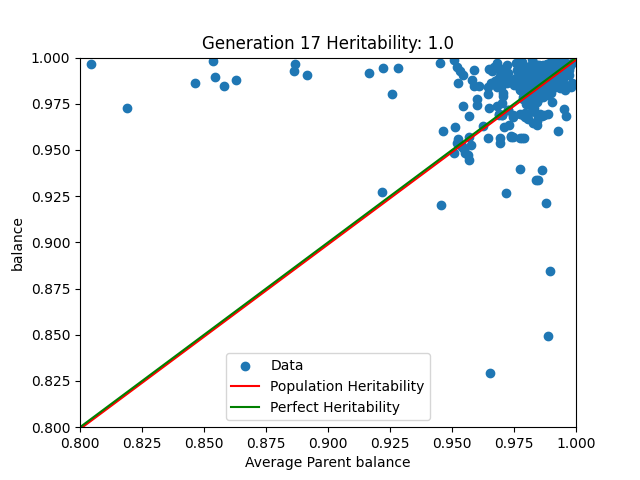 Generation 17 Heritability: 1.0
1.000
0.975
0.950
0.925
0.900
0.875
0.850
0.825
0.800
balance
Data
Population Heritability
Perfect Heritability
0.800 0.825 0.850 0.875 0.900 0.925 0.950 0.975 1.000
Average Parent balance